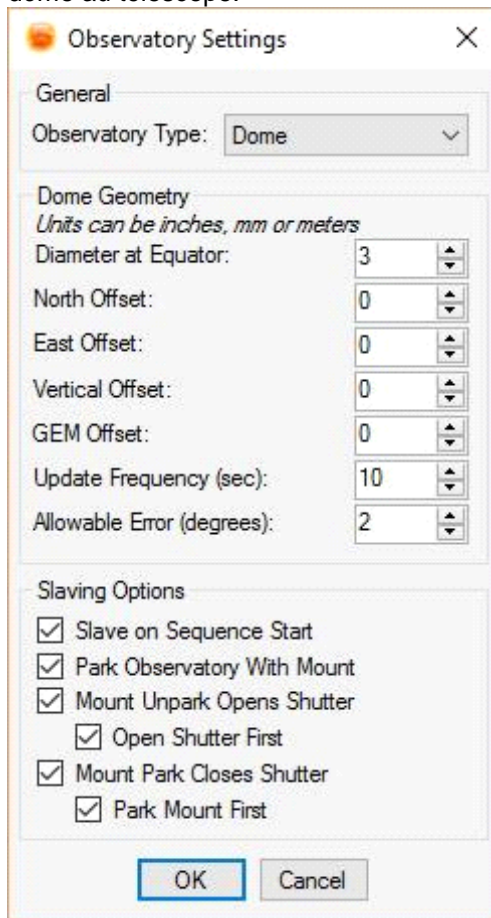 Observatory Settings
General
Observatory Type: Dome
Dome Geometry
Units can be inches, mm or meters
Diameter at Equator: 3
North Offset: 0
East Offset: 0
Vertical Offset: 0
GEM Offset: 0
Update Frequency (sec): 10
Allowable Error (degrees): 2
Slaving Options
Slave on Sequence Start
Park Observatory With Mount
Mount Unpark Opens Shutter
Open Shutter First
Mount Park Closes Shutter
Park Mount First
OK Cancel